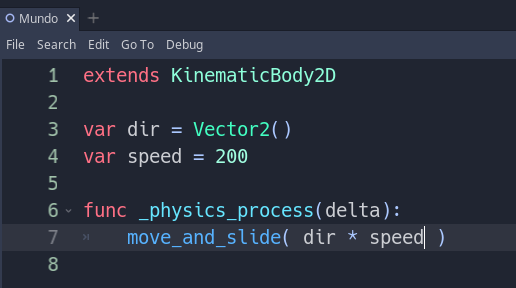 Mundo
File Search Edit Go To Debug
1 extends KinematicBody2D
2
3 var dir = Vector2()
4 var speed = 200
5
6 func _physics_process(delta):
7 move_and_slide( dir * speed )
8